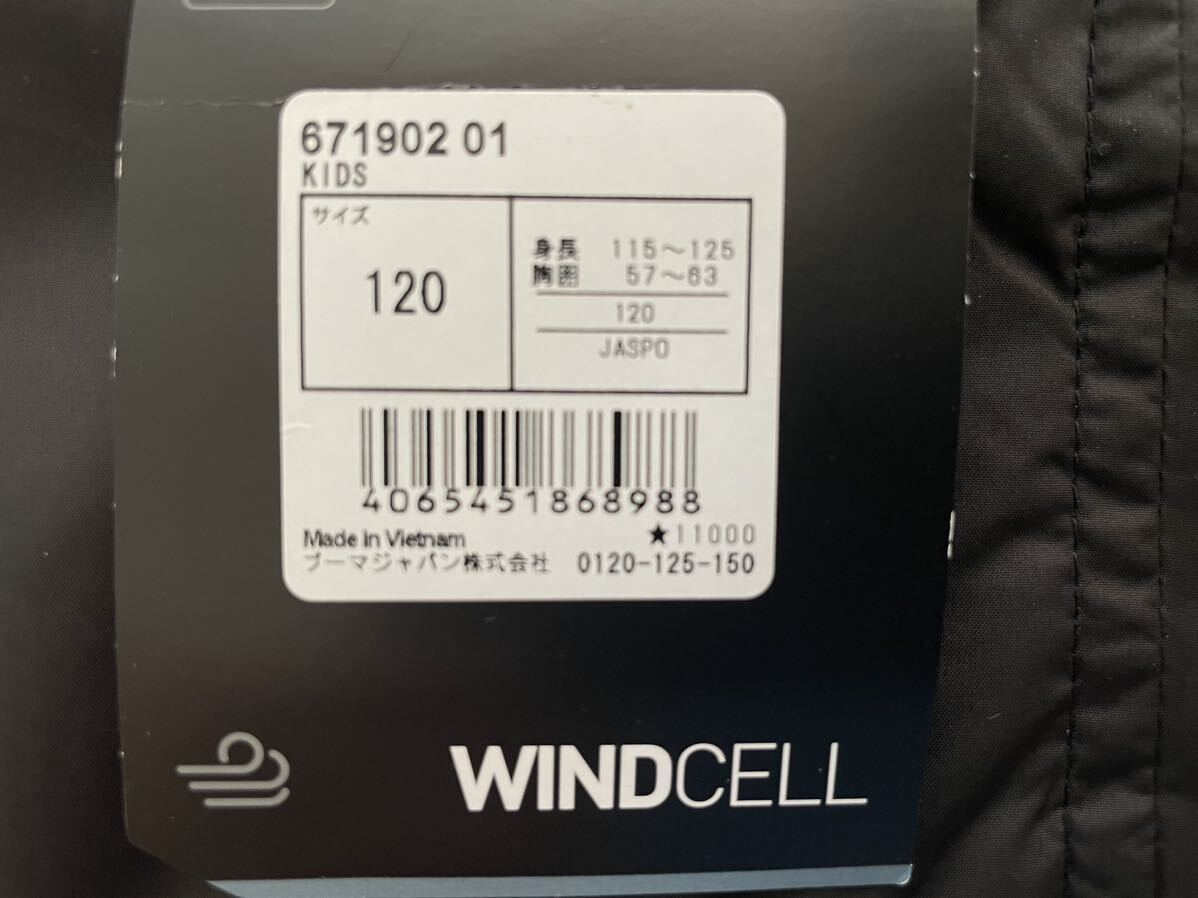 671902 01
KIDS
サイズ
120
身長 115～125
胸囲 57～63
120
JASPO
4065451868988
Made in Vietnam
★11000
プーマジャパン株式会社 0120-125-150
WINDCELL